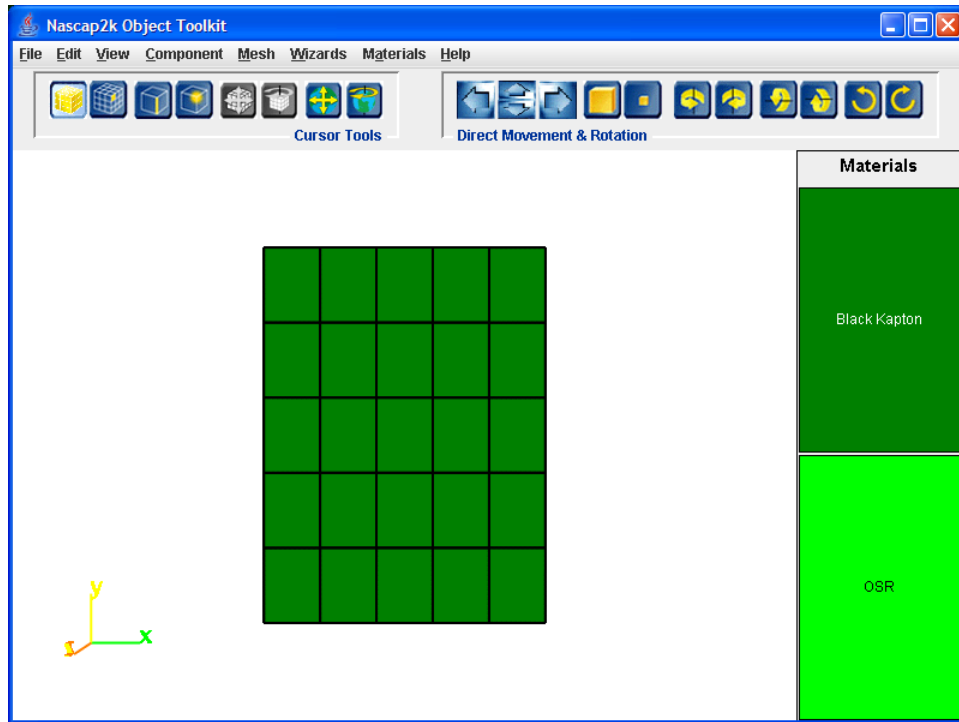 Nascap2k Object Toolkit
File Edit View Component Mesh Wizards Materials Help
Cursor Tools
Direct Movement & Rotation
Materials
Black Kapton
OSR
y
x
z